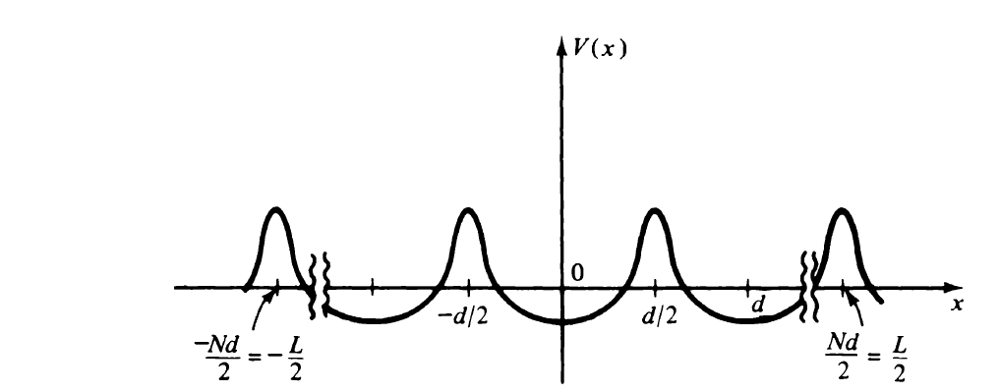 V(x)
0
-d/2
d/2
d
x
-Nd/2 = -L/2
Nd/2 = L/2